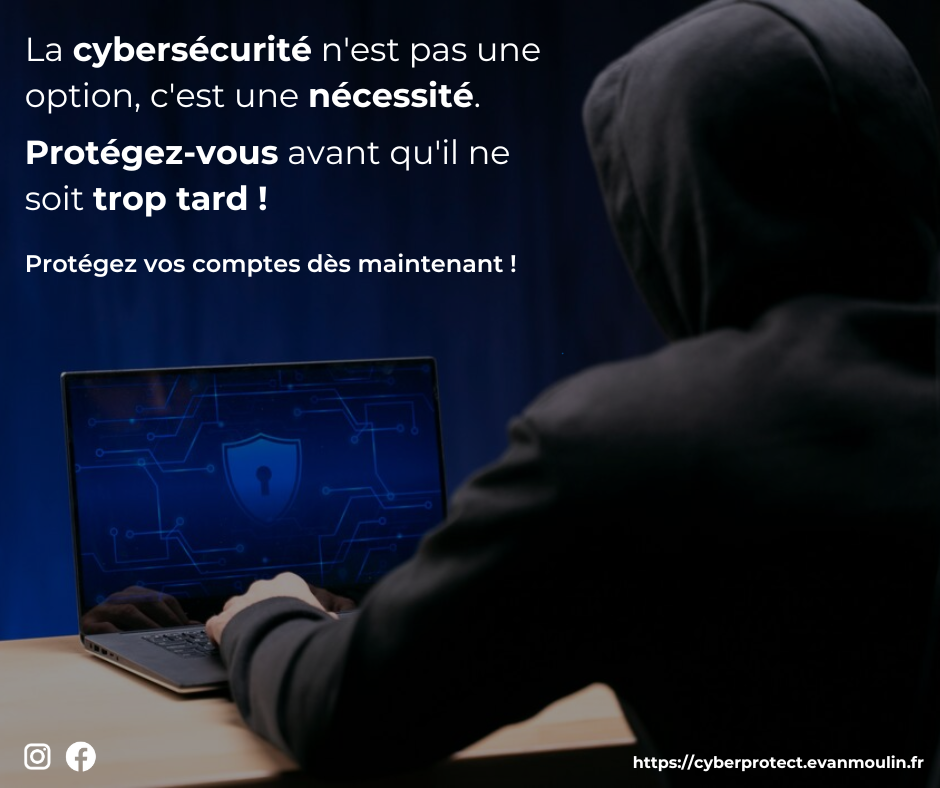 La cybersécurité n'est pas une
option, c'est une nécessité.
Protégez-vous avant qu'il ne
soit trop tard !
Protégez vos comptes dès maintenant !
https://cyberprotect.evanmoulin.fr